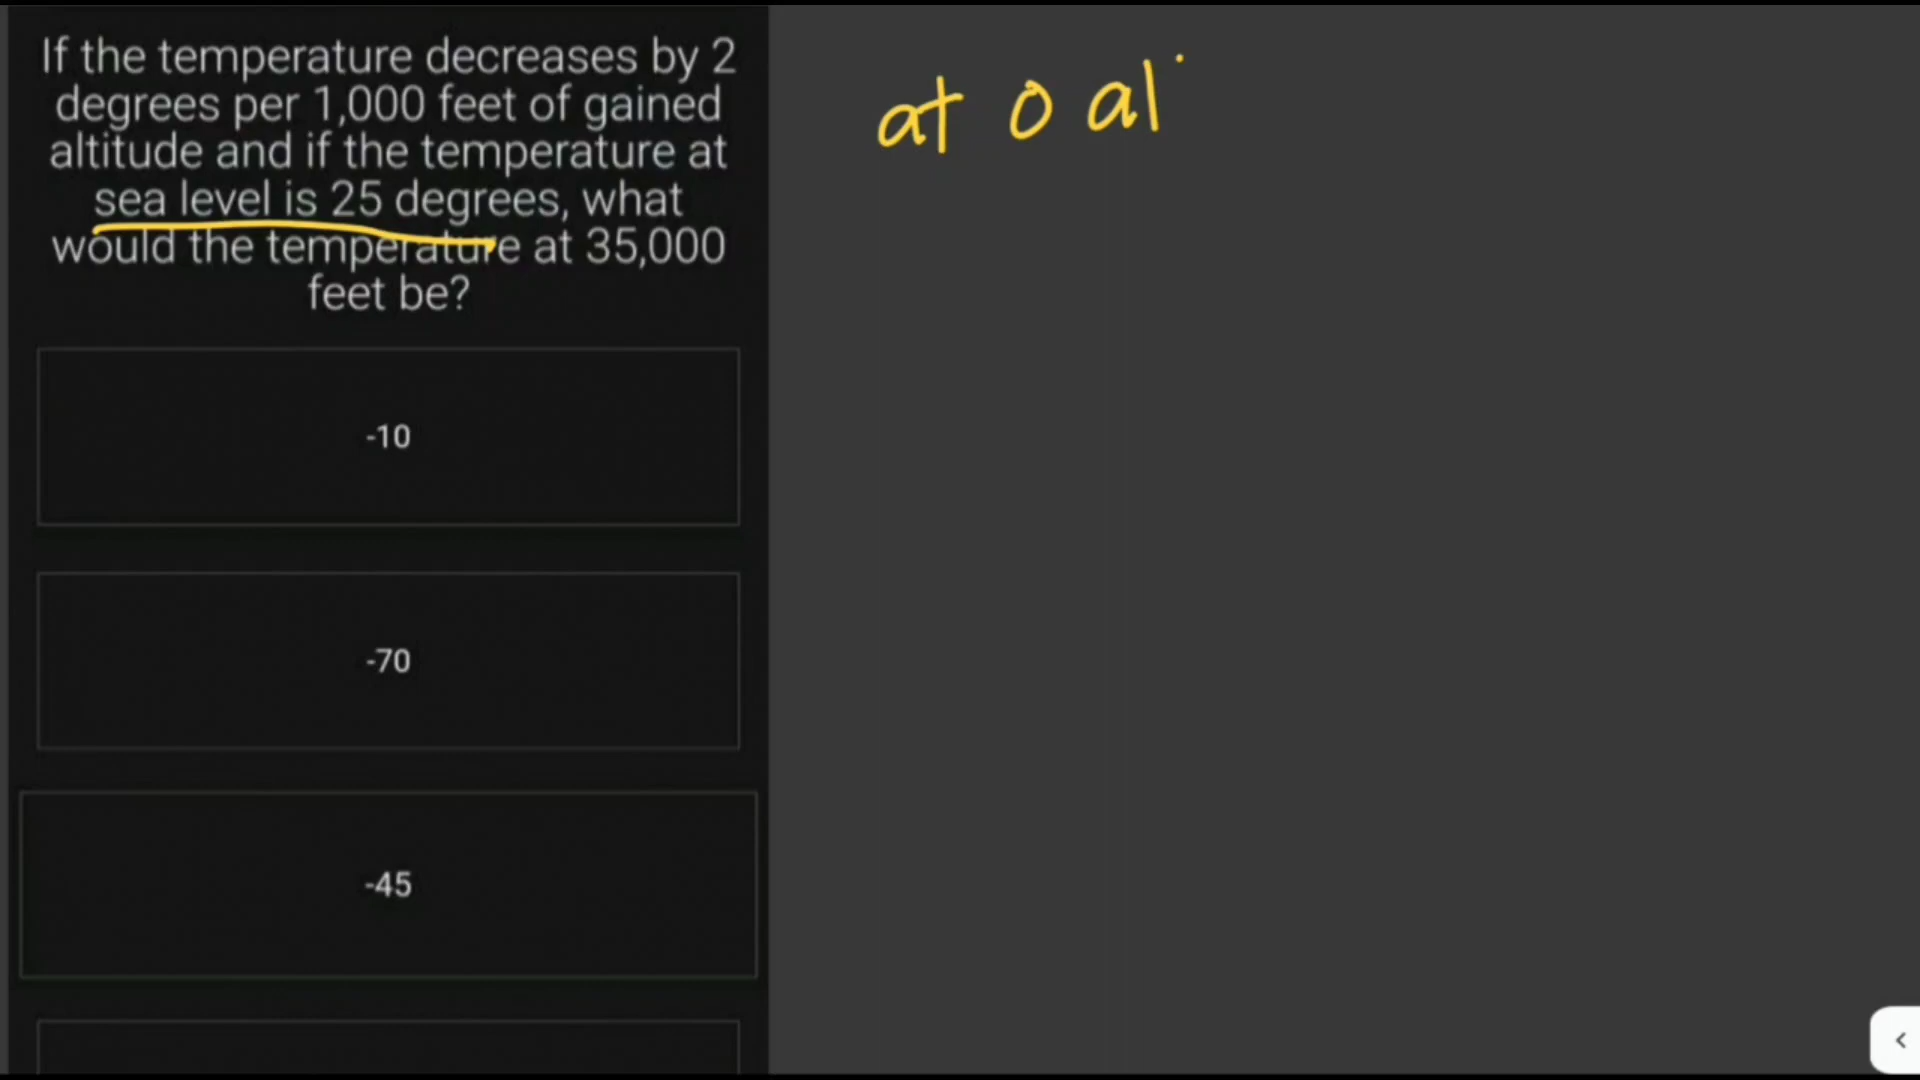 If the temperature decreases by 2
degrees per 1,000 feet of gained
altitude and if the temperature at
sea level is 25 degrees, what
would the temperature at 35,000
feet be?
at 0 al
-10
-70
-45